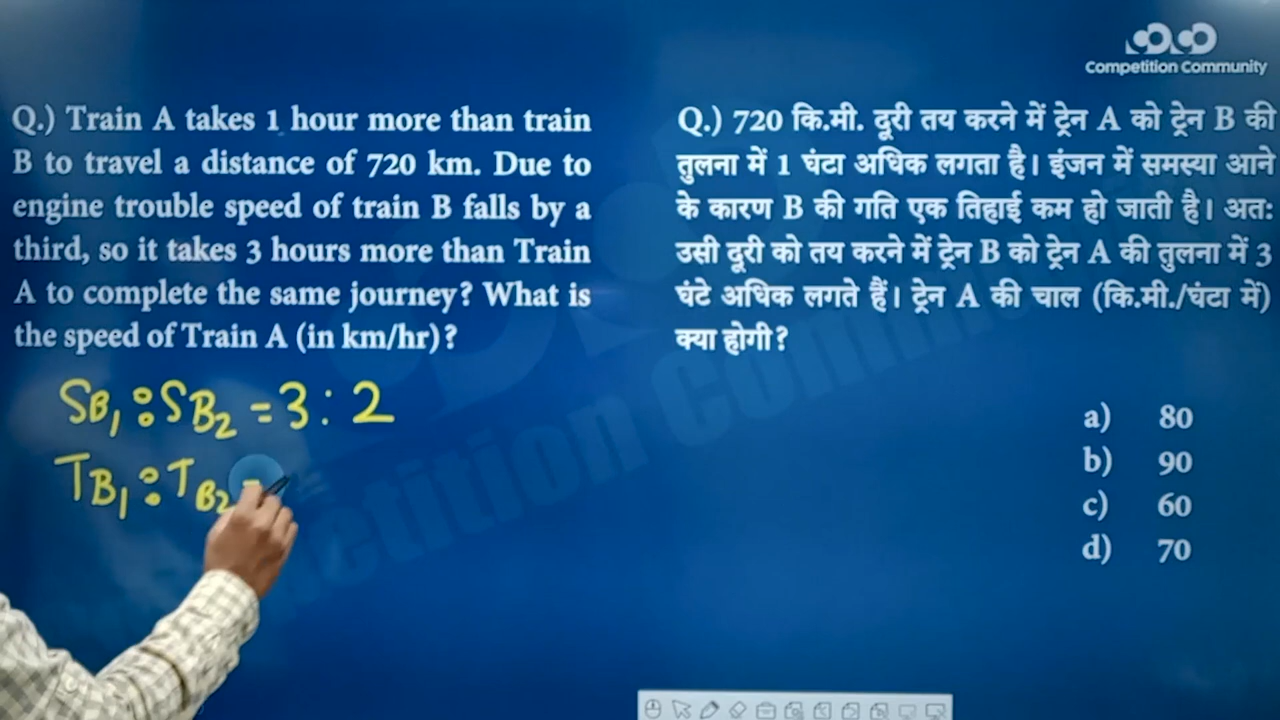 Competition Community
Q.) Train A takes 1 hour more than train
B to travel a distance of 720 km. Due to
engine trouble speed of train B falls by a
third, so it takes 3 hours more than Train
A to complete the same journey? What is
the speed of Train A (in km/hr)?
Q.) 720 कि.मी. दूरी तय करने में ट्रेन A को ट्रेन B की
तुलना में 1 घंटा अधिक लगता है। इंजन में समस्या आने
के कारण B की गति एक तिहाई कम हो जाती है। अत:
उसी दूरी को तय करने में ट्रेन B को ट्रेन A की तुलना में 3
घंटे अधिक लगते हैं। ट्रेन A की चाल (कि.मी./घंटा में)
क्या होगी?
SB1 : SB2 = 3 : 2
TB1 : TB2 =
a) 80
b) 90
c) 60
d) 70